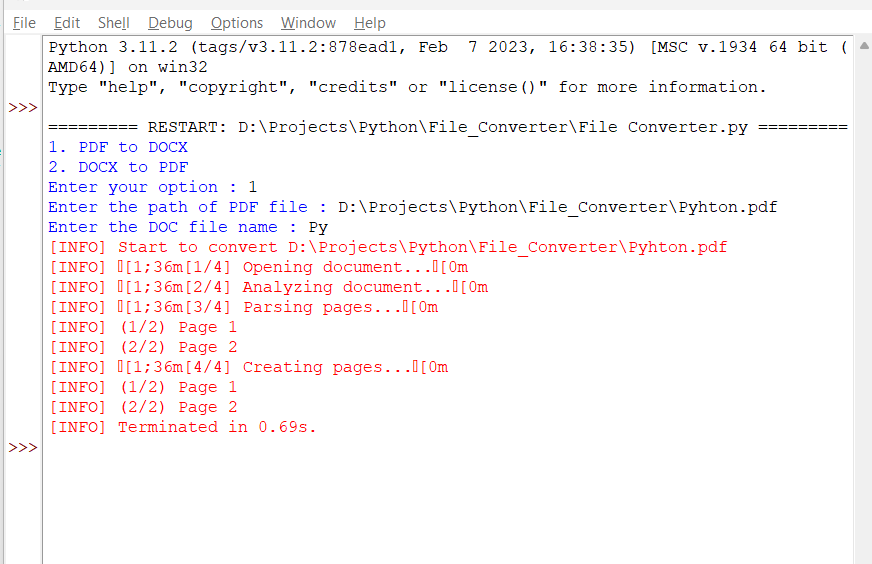 File Edit Shell Debug Options Window Help
Python 3.11.2 (tags/v3.11.2:878ead1, Feb  7 2023, 16:38:35) [MSC v.1934 64 bit (
AMD64)] on win32
Type "help", "copyright", "credits" or "license()" for more information.
>>>
========= RESTART: D:\Projects\Python\File_Converter\File Converter.py =========
1. PDF to DOCX
2. DOCX to PDF
Enter your option : 1
Enter the path of PDF file : D:\Projects\Python\File_Converter\Pyhton.pdf
Enter the DOC file name : Py
[INFO] Start to convert D:\Projects\Python\File_Converter\Pyhton.pdf
[INFO] ▯[1;36m[1/4] Opening document...▯[0m
[INFO] ▯[1;36m[2/4] Analyzing document...▯[0m
[INFO] ▯[1;36m[3/4] Parsing pages...▯[0m
[INFO] (1/2) Page 1
[INFO] (2/2) Page 2
[INFO] ▯[1;36m[4/4] Creating pages...▯[0m
[INFO] (1/2) Page 1
[INFO] (2/2) Page 2
[INFO] Terminated in 0.69s.
>>>